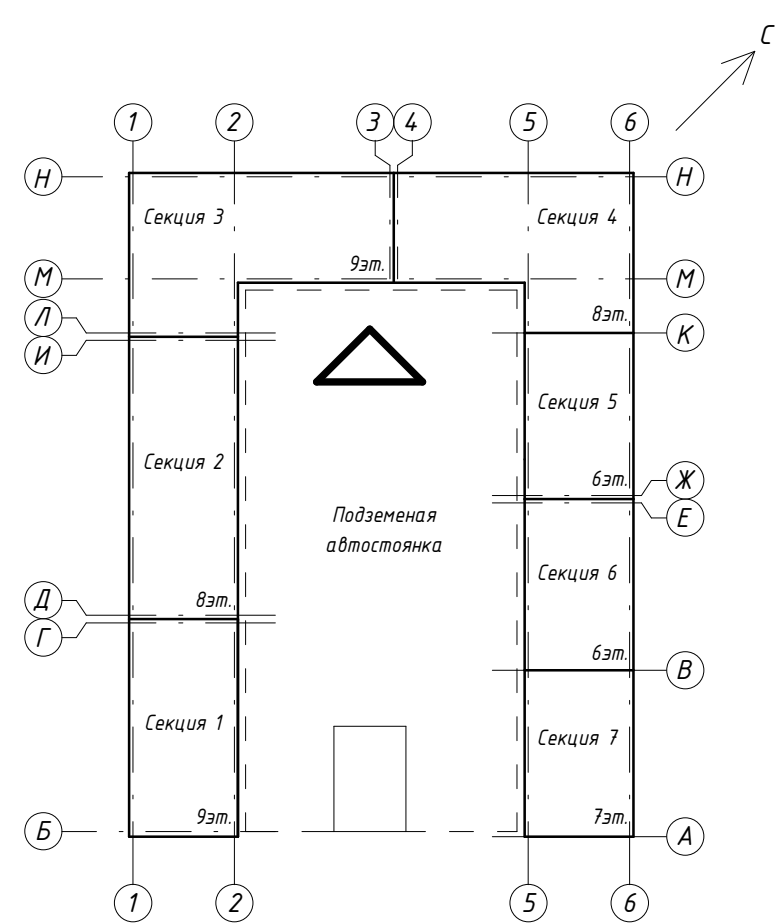 С
1 2 3 4 5 6
Н Н
Секция 3 Секция 4
9эт.
М М
Л
8эт.
К
И
Секция 5
Секция 2
6эт.
Ж
Подземеная
Е
автостоянка
Секция 6
Д
8эт.
Г
6эт.
В
Секция 1
Секция 7
9эт. 7эт.
Б А
1 2 5 6